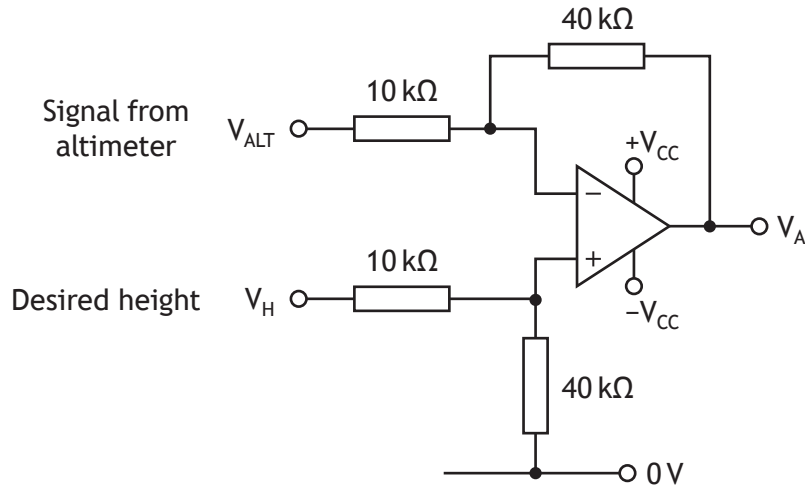 40 kΩ
10 kΩ
Signal from
altimeter
V_ALT
+V_CC
−
V_A
+
10 kΩ
Desired height
V_H
−V_CC
40 kΩ
0 V